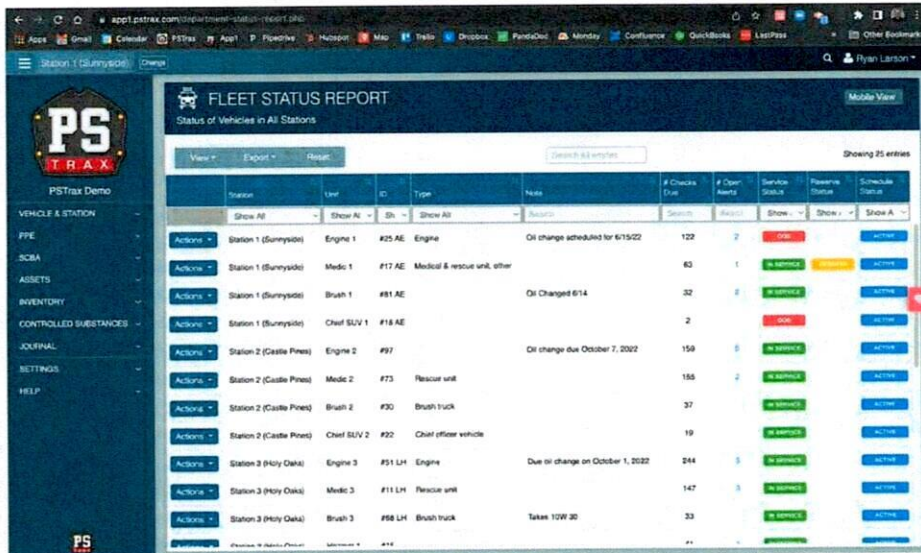 app1.pstrax.com/department-status-report.php
Apps Gmail Calendar PSTrax App1 Pipedrive Hubspot Map Trello Dropbox PandaDoc Monday Confluence QuickBooks LastPass Other Bookmarks
Station 1 (Sunnyside) Change Ryan Larson
PS
TRAX
PSTrax Demo
VEHICLE & STATION
PPE
SCBA
ASSETS
INVENTORY
CONTROLLED SUBSTANCES
JOURNAL
SETTINGS
HELP
PS
FLEET STATUS REPORT Mobile View
Status of Vehicles in All Stations
View Export Reset Search all entries Showing 25 entries
Station Unit ID Type Note # Checks Due # Open Alerts Service Status Reserve Status Schedule Status
Show All Show Al Sh Show All Search Search Search Show . Show . Show A
Actions Station 1 (Sunnyside) Engine 1 #25 AE Engine Oil change scheduled for 6/15/22 122 2 OOS ACTIVE
Actions Station 1 (Sunnyside) Medic 1 #17 AE Medical & rescue unit, other 63 1 IN SERVICE RESERVE ACTIVE
Actions Station 1 (Sunnyside) Brush 1 #81 AE Oil Changed 6/14 32 IN SERVICE ACTIVE
Actions Station 1 (Sunnyside) Chief SUV 1 #18 AE 2 OOS ACTIVE
Actions Station 2 (Castle Pines) Engine 2 #97 Oil change due October 7, 2022 159 IN SERVICE ACTIVE
Actions Station 2 (Castle Pines) Medic 2 #73 Rescue unit 155 2 IN SERVICE ACTIVE
Actions Station 2 (Castle Pines) Brush 2 #30 Brush truck 37 IN SERVICE ACTIVE
Actions Station 2 (Castle Pines) Chief SUV 2 #22 Chief officer vehicle 19 IN SERVICE ACTIVE
Actions Station 3 (Holy Oaks) Engine 3 #51 LH Engine Due oil change on October 1, 2022 244 IN SERVICE ACTIVE
Actions Station 3 (Holy Oaks) Medic 3 #11 LH Rescue unit 147 3 IN SERVICE ACTIVE
Actions Station 3 (Holy Oaks) Brush 3 #68 LH Brush truck Takes 10W 30 33 IN SERVICE ACTIVE